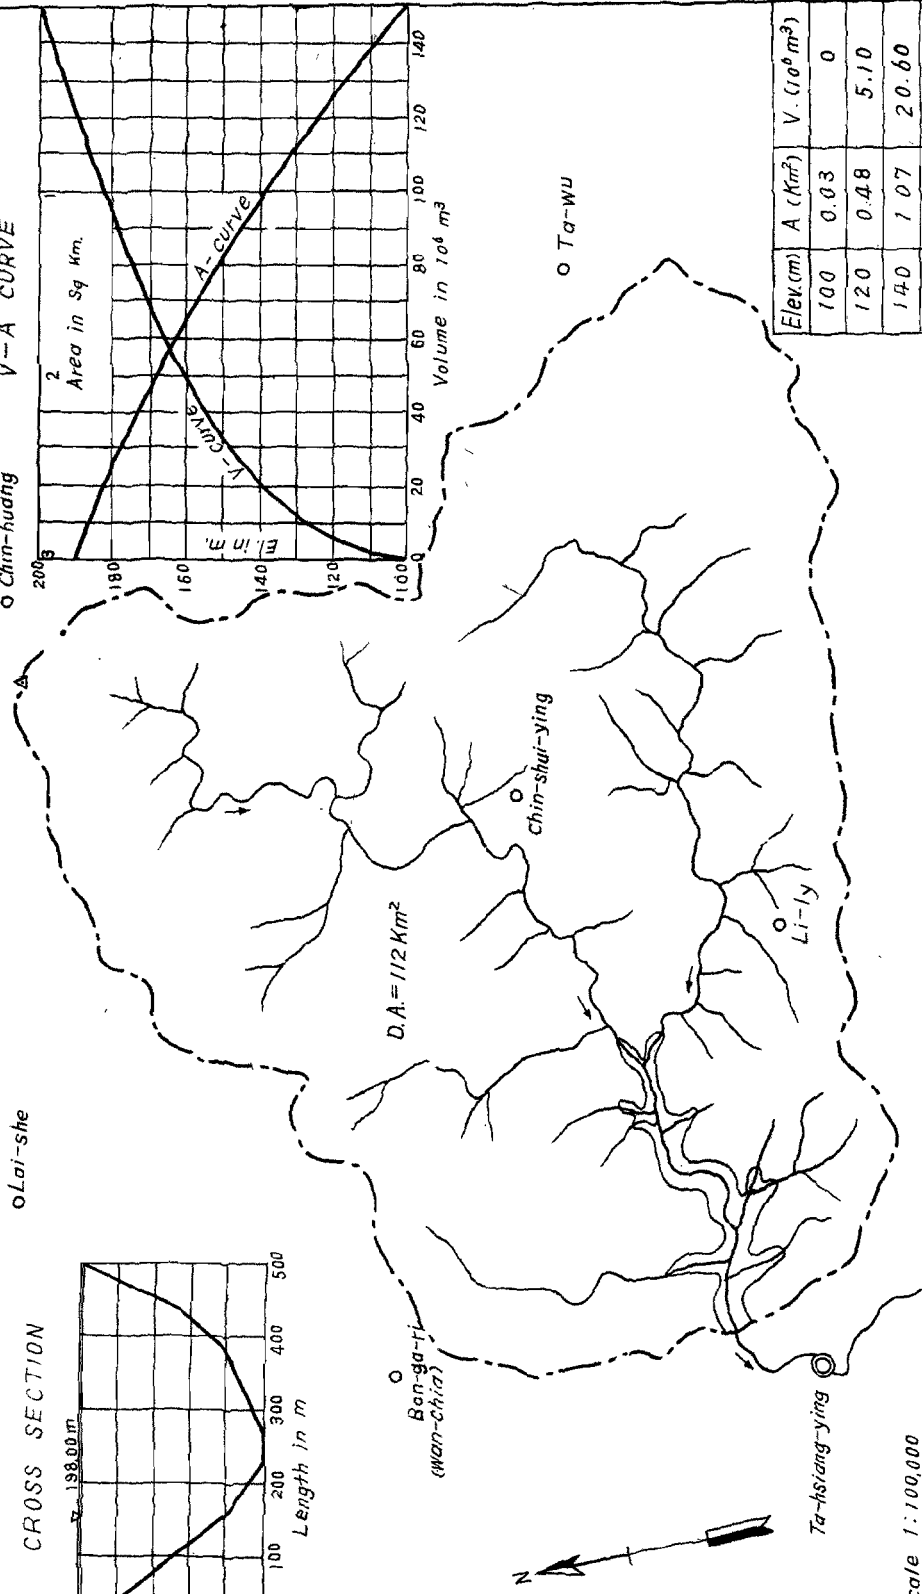 CROSS SECTION
▽ 198.00 m
100
200
300
400
500
Length in m
Lai-she
Chin-huang
V-A CURVE
200
180
160
140
120
100
El. in m.
3
2
1
Area in Sq Km.
A-curve
V-curve
0
20
40
60
80
100
120
140
Volume in 10⁶ m³
Ta-wu
Chin-shui-ying
D.A.=112Km²
Li-ly
Ban-ga-ri
(wan-chia)
N
Ta-hsiang-ying
cale 1:100,000
Elev.(m) A (Km²) V. (10⁶ m³)
100 0.03 0
120 0.48 5.10
140 1 07 20.60